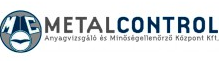 METALCONTROL
Anyagvizsgáló és Minőségellenőrző Központ Kft.